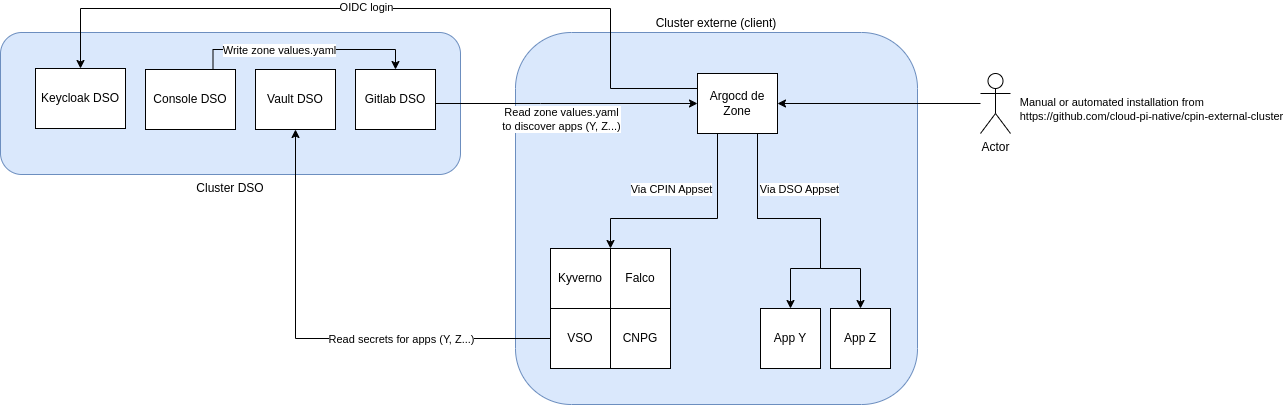 OIDC login
Cluster externe (client)
Write zone values.yaml
Keycloak DSO
Console DSO
Vault DSO
Gitlab DSO
Argocd de
Zone
Read zone values.yaml
to discover apps (Y, Z...)
Manual or automated installation from
https://github.com/cloud-pi-native/cpin-external-cluster
Actor
Cluster DSO
Via CPIN Appset
Via DSO Appset
Kyverno
Falco
VSO
CNPG
App Y
App Z
Read secrets for apps (Y, Z...)